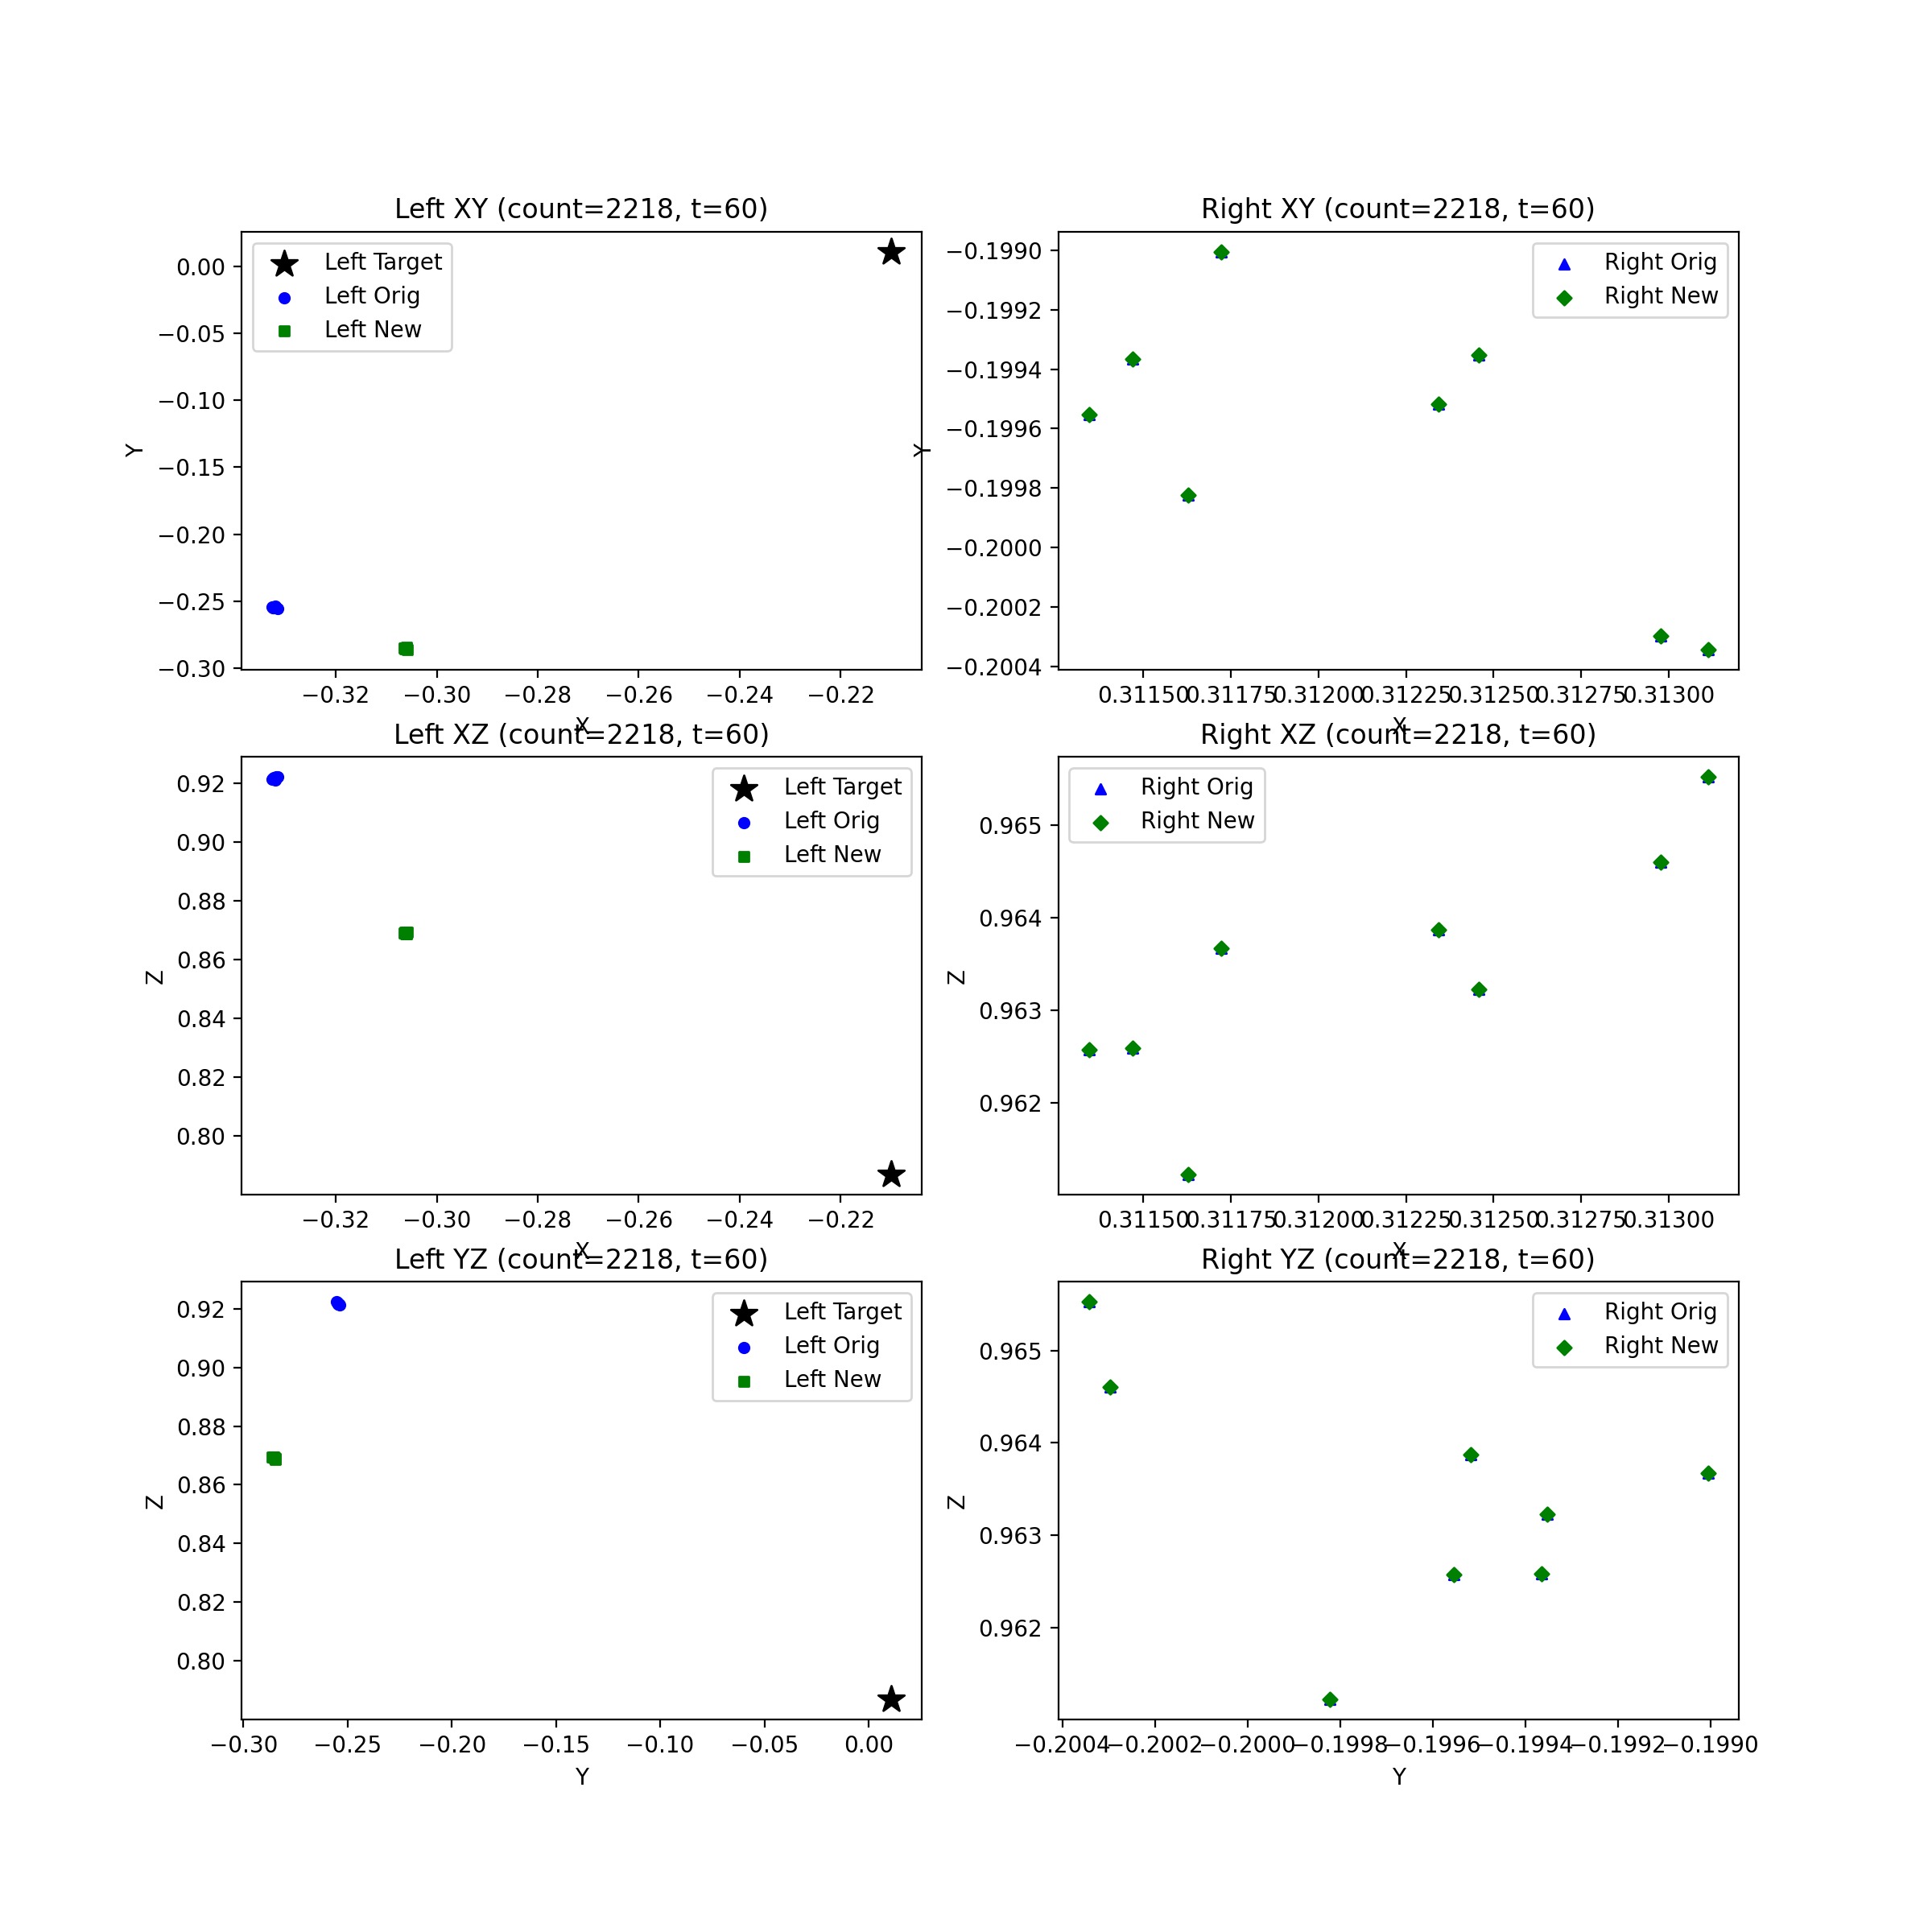 Left XY (count=2218, t=60)
Left Target
Left Orig
Left New
0.00
−0.05
−0.10
−0.15
−0.20
−0.25
−0.30
Y
−0.32
−0.30
−0.28
−0.26
−0.24
−0.22
X
Right XY (count=2218, t=60)
Right Orig
Right New
−0.1990
−0.1992
−0.1994
−0.1996
−0.1998
−0.2000
−0.2002
−0.2004
Y
0.31150
0.31175
0.31200
0.31225
0.31250
0.31275
0.31300
X
Left XZ (count=2218, t=60)
Left Target
Left Orig
Left New
0.92
0.90
0.88
0.86
0.84
0.82
0.80
Z
−0.32
−0.30
−0.28
−0.26
−0.24
−0.22
X
Right XZ (count=2218, t=60)
Right Orig
Right New
0.965
0.964
0.963
0.962
Z
0.31150
0.31175
0.31200
0.31225
0.31250
0.31275
0.31300
X
Left YZ (count=2218, t=60)
Left Target
Left Orig
Left New
0.92
0.90
0.88
0.86
0.84
0.82
0.80
Z
−0.30
−0.25
−0.20
−0.15
−0.10
−0.05
0.00
Y
Right YZ (count=2218, t=60)
Right Orig
Right New
0.965
0.964
0.963
0.962
Z
−0.2004
−0.2002
−0.2000
−0.1998
−0.1996
−0.1994
−0.1992
−0.1990
Y